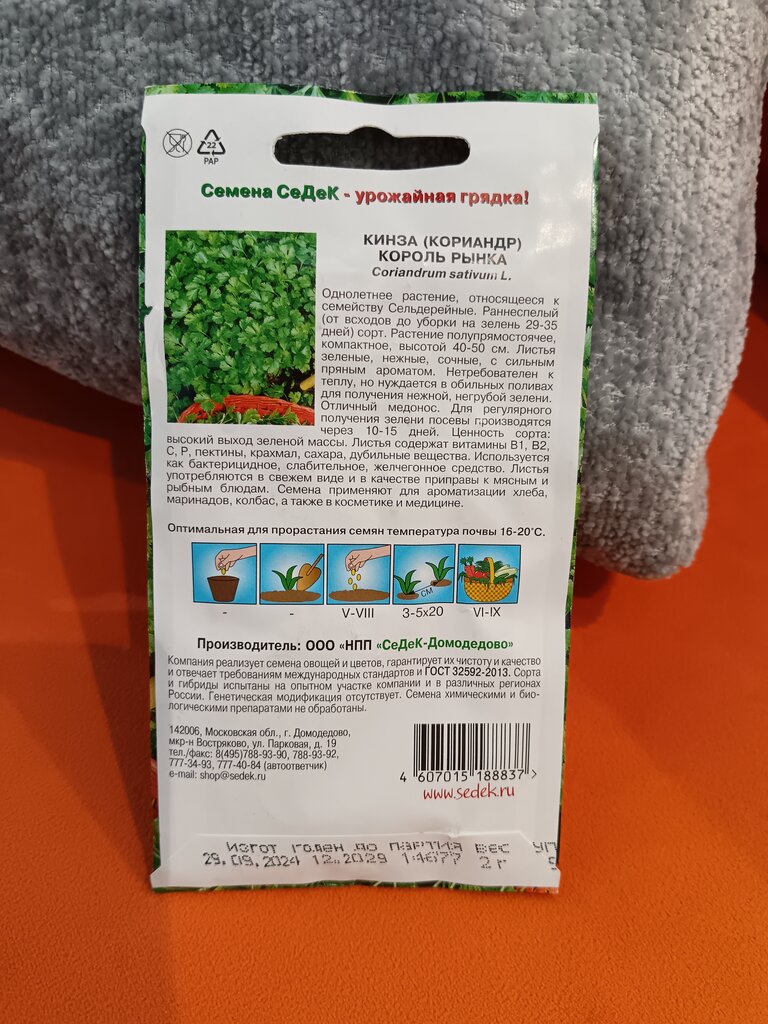 22
PAP
Семена СеДеК - урожайная грядка!
КИНЗА (КОРИАНДР)
КОРОЛЬ РЫНКА
Coriandrum sativum L.
Однолетнее растение, относящееся к
семейству Сельдерейные. Раннеспелый
(от всходов до уборки на зелень 29-35
дней) сорт. Растение полупрямостоячее,
компактное, высотой 40-50 см. Листья
зеленые, нежные, сочные, с сильным
пряным ароматом. Нетребователен к
теплу, но нуждается в обильных поливах
для получения нежной, негрубой зелени.
Отличный медонос. Для регулярного
получения зелени посевы производятся
через 10-15 дней. Ценность сорта:
высокий выход зеленой массы. Листья содержат витамины В1, В2,
С, Р, пектины, крахмал, сахара, дубильные вещества. Используется
как бактерицидное, слабительное, желчегонное средство. Листья
употребляются в свежем виде и в качестве приправы к мясным и
рыбным блюдам. Семена применяют для ароматизации хлеба,
маринадов, колбас, а также в косметике и медицине.
Оптимальная для прорастания семян температура почвы 16-20°С.
СМ
- - V-VIII 3-5x20 VI-IX
Производитель: ООО «НПП «СеДеК-Домодедово»
Компания реализует семена овощей и цветов, гарантирует их чистоту и качество
и отвечает требованиям международных стандартов и ГОСТ 32592-2013. Сорта
и гибриды испытаны на опытном участке компании и в различных регионах
России. Генетическая модификация отсутствует. Семена химическими и био-
логическими препаратами не обработаны.
142006, Московская обл., г. Домодедово,
мкр-н Востряково, ул. Парковая, д. 19
тел./факс: 8(495)788-93-90, 788-93-92,
777-34-93, 777-40-84 (автоответчик)
e-mail: shop@sedek.ru
4 607015 188837 >
www.sedek.ru
ИЗГОТ ГОДЕН ДО ПАРТИЯ ВЕС УП
29.09.2024 12.2029 14677 2 г